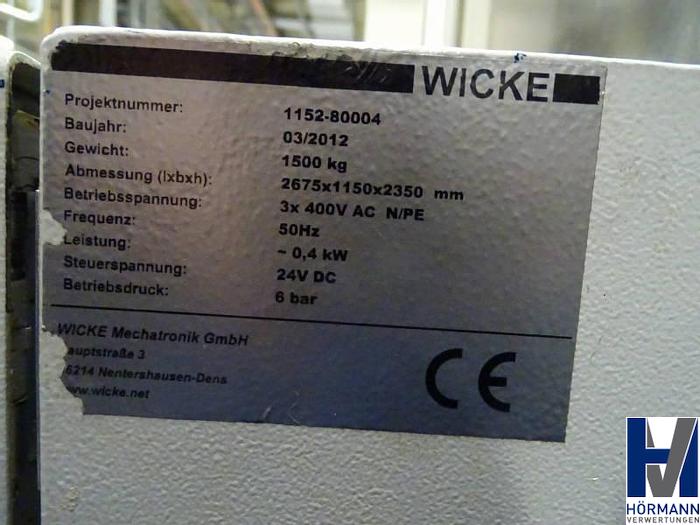 WICKE
Projektnummer: 1152-80004
Baujahr: 03/2012
Gewicht: 1500 kg
Abmessung (lxbxh): 2675x1150x2350 mm
Betriebsspannung: 3x 400V AC N/PE
Frequenz: 50Hz
Leistung: ~ 0,4 kW
Steuerspannung: 24V DC
Betriebsdruck: 6 bar
WICKE Mechatronik GmbH
auptstraße 3
6214 Nentershausen-Dens
www.wicke.net
CE
HV
HÖRMANN
VERWERTUNGEN